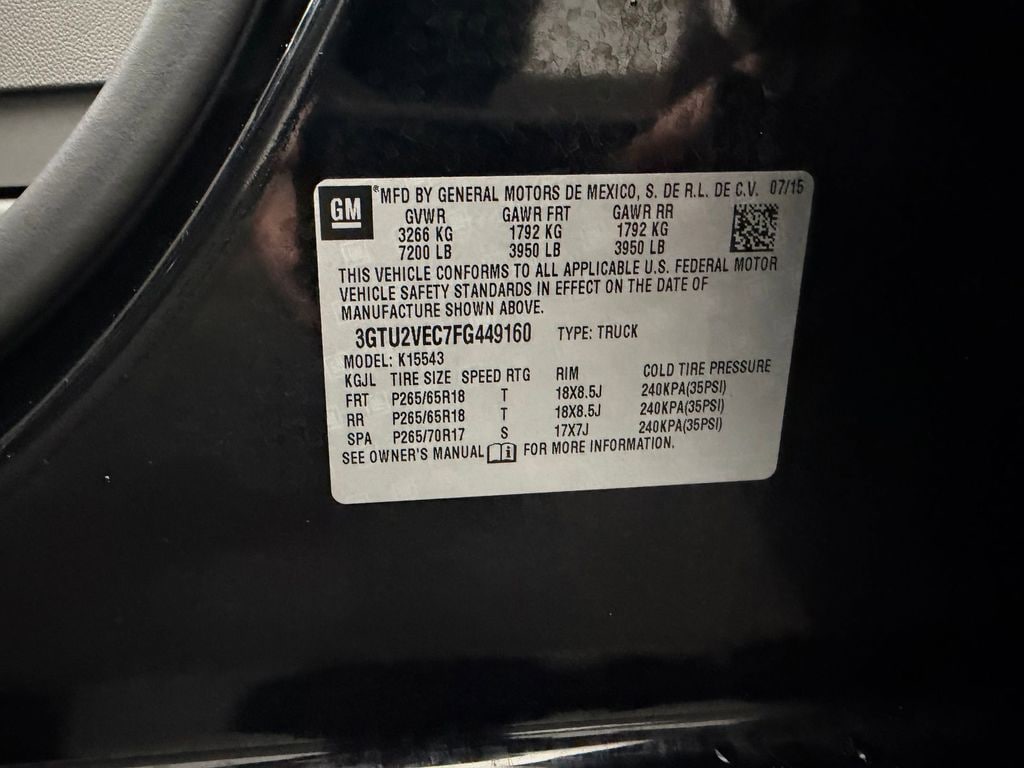 GM ® MFD BY GENERAL MOTORS DE MEXICO, S. DE R.L. DE C.V. 07/15
GVWR GAWR FRT GAWR RR
3266 KG 1792 KG 1792 KG
7200 LB 3950 LB 3950 LB
THIS VEHICLE CONFORMS TO ALL APPLICABLE U.S. FEDERAL MOTOR
VEHICLE SAFETY STANDARDS IN EFFECT ON THE DATE OF
MANUFACTURE SHOWN ABOVE.
3GTU2VEC7FG449160 TYPE: TRUCK
MODEL: K15543
KGJL TIRE SIZE SPEED RTG RIM COLD TIRE PRESSURE
FRT P265/65R18 T 18X8.5J 240KPA(35PSI)
RR P265/65R18 T 18X8.5J 240KPA(35PSI)
SPA P265/70R17 S 17X7J 240KPA(35PSI)
SEE OWNER'S MANUAL i FOR MORE INFORMATION.